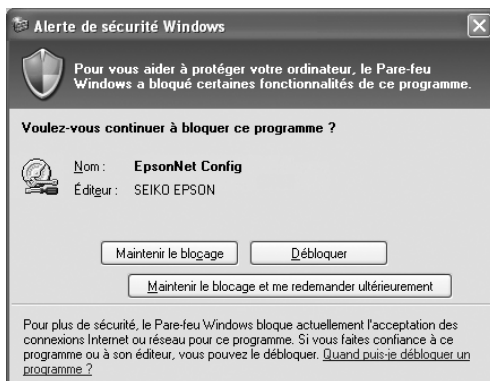 Alerte de sécurité Windows
Pour vous aider à protéger votre ordinateur, le Pare-feu
Windows a bloqué certaines fonctionnalités de ce programme.
Voulez-vous continuer à bloquer ce programme ?
Nom : EpsonNet Config
Éditeur : SEIKO EPSON
Maintenir le blocage Débloquer
Maintenir le blocage et me redemander ultérieurement
Pour plus de sécurité, le Pare-feu Windows bloque actuellement l'acceptation des
connexions Internet ou réseau pour ce programme. Si vous faites confiance à ce
programme ou à son éditeur, vous pouvez le débloquer. Quand puis-je débloquer un
programme ?